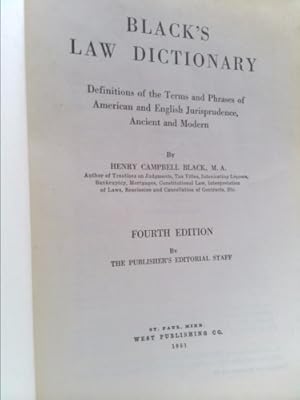 BLACK'S
LAW DICTIONARY
Definitions of the Terms and Phrases of
American and English Jurisprudence,
Ancient and Modern
By
HENRY CAMPBELL BLACK, M. A.
Author of Treatises on Judgments, Tax Titles, Intoxicating Liquors,
Bankruptcy, Mortgages, Constitutional Law, Interpretation
of Laws, Rescission and Cancellation of Contracts, Etc.
FOURTH EDITION
By
THE PUBLISHER'S EDITORIAL STAFF
ST. PAUL, MINN.
WEST PUBLISHING CO.
1951